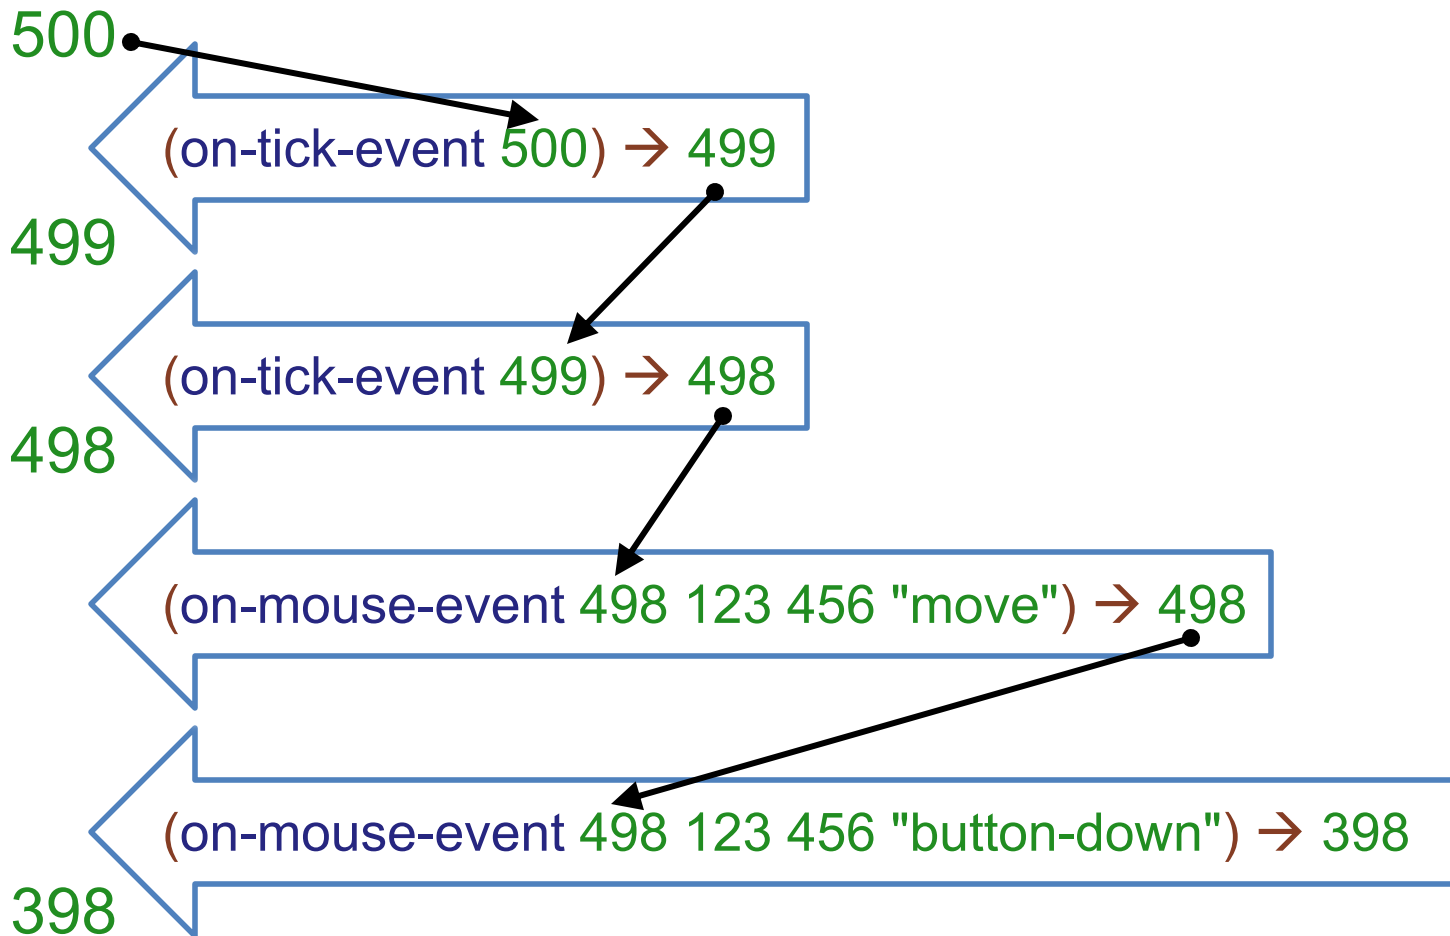 500
(on-tick-event 500) → 499
499
(on-tick-event 499) → 498
498
(on-mouse-event 498 123 456 "move") → 498
(on-mouse-event 498 123 456 "button-down") → 398
398